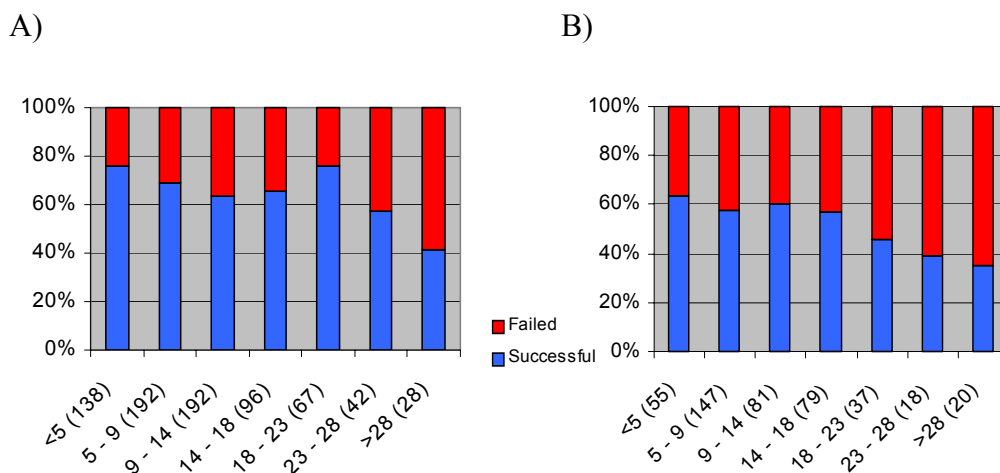 A)
B)
100%
80%
60%
40%
20%
0%
<5 (138)
5 - 9 (192)
9 - 14 (192)
14 - 18 (96)
18 - 23 (67)
23 - 28 (42)
>28 (28)
Failed
Successful
100%
80%
60%
40%
20%
0%
<5 (55)
5 - 9 (147)
9 - 14 (81)
14 - 18 (79)
18 - 23 (37)
23 - 28 (18)
>28 (20)